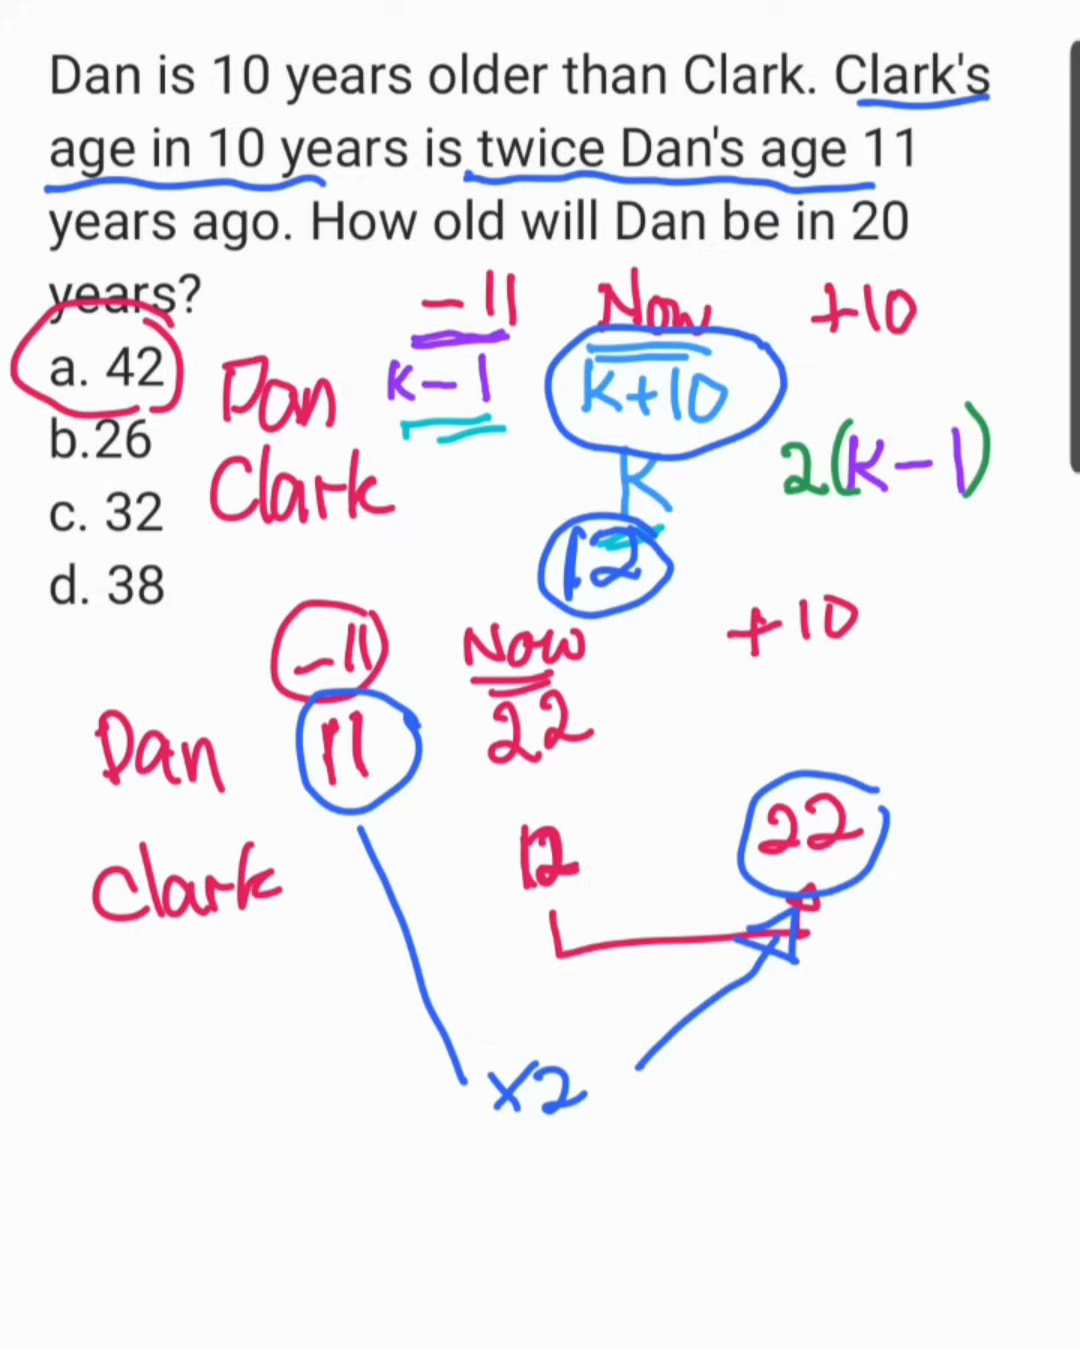 Dan is 10 years older than Clark. Clark's
age in 10 years is twice Dan's age 11
years ago. How old will Dan be in 20
years?
-11 Now +10
a. 42 Dan k-1 k+10
b.26
Clark K 2(k-1)
c. 32
12
d. 38
-11 Now +10
Dan 11 22
Clark 12 22
x2